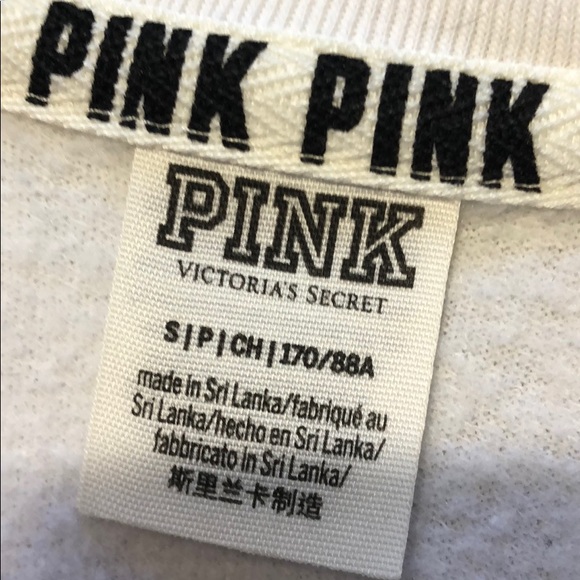 PINK PINK
PINK
VICTORIA'S SECRET
S|P|CH|170/88A
made in Sri Lanka/fabriqué au
Sri Lanka/hecho en Sri Lanka/
fabbricato in Sri Lanka/
斯里兰卡制造